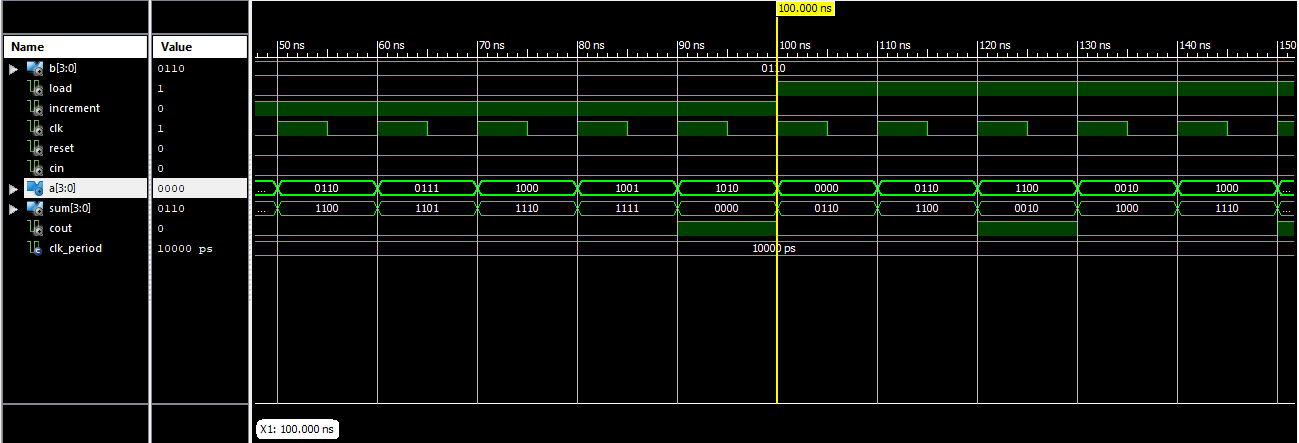 100.000 ns
Name Value 50 ns 60 ns 70 ns 80 ns 90 ns 100 ns 110 ns 120 ns 130 ns 140 ns 150
b[3:0] 0110 0110
load 1
increment 0
clk 1
reset 0
cin 0
a[3:0] 0000 ... 0110 0111 1000 1001 1010 0000 0110 1100 0010 1000 ...
sum[3:0] 0110 ... 1100 1101 1110 1111 0000 0110 1100 0010 1000 1110 ...
cout 0
clk_period 10000 ps 10000 ps
X1: 100.000 ns